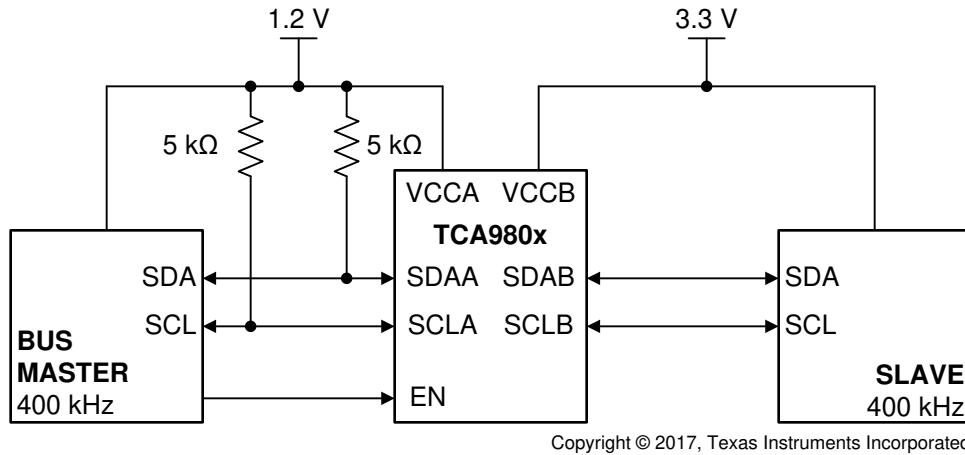 1.2 V
3.3 V
5 kΩ
5 kΩ
VCCA VCCB
TCA980x
SDA
SDAA SDAB
SDA
SCL
SCLA SCLB
SCL
BUS
MASTER
400 kHz
EN
SLAVE
400 kHz
Copyright © 2017, Texas Instruments Incorporated